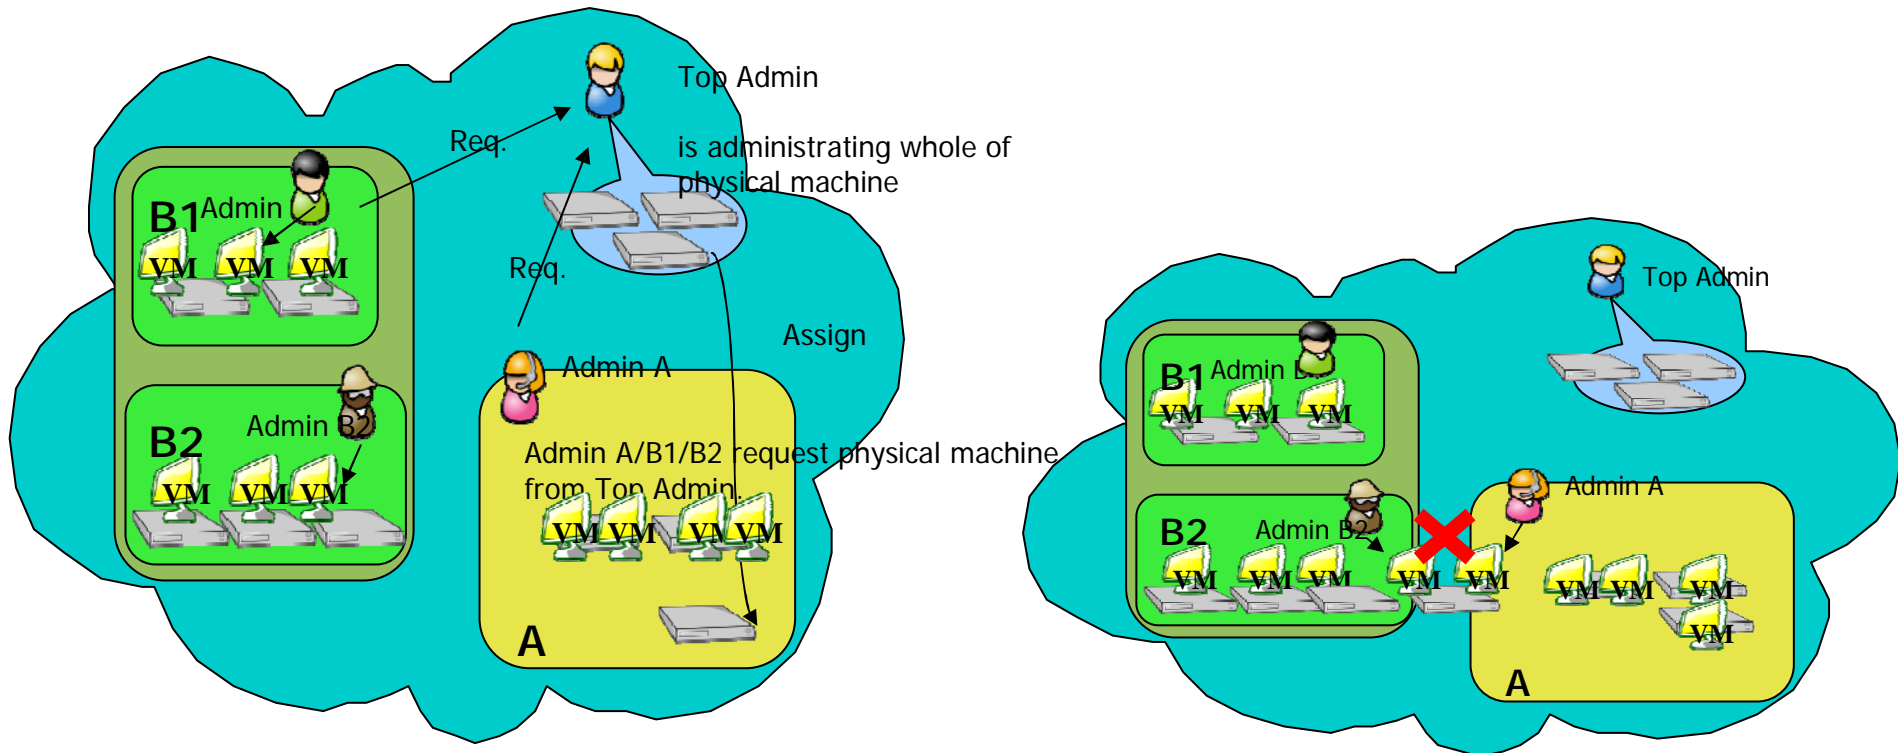 Top Admin
is administrating whole of
physical machine
Req.
Req.
B1
Admin
VM
VM
VM
Assign
Admin A
B2
Admin B2
VM
VM
VM
Admin A/B1/B2 request physical machine
from Top Admin.
VM
VM
VM
VM
A
Top Admin
B1
Admin B
VM
VM
VM
Admin A
B2
Admin B2
VM
VM
VM
VM
VM
VM
VM
VM
VM
A